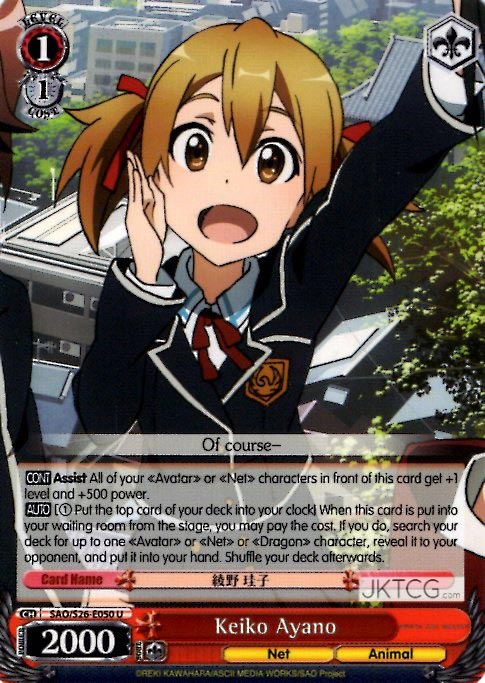 LEVEL
1
1
COST
Of course–
CONT Assist All of your «Avatar» or «Net» characters in front of this card get +1
level and +500 power.
AUTO [① Put the top card of your deck into your clock] When this card is put into
your waiting room from the stage, you may pay the cost. If you do, search your
deck for up to one «Avatar» or «Net» or «Dragon» character, reveal it to your
opponent, and put it into your hand. Shuffle your deck afterwards.
Card Name
綾野 珪子
JKTCG.com
CH SAO/S26-E050 U
POWER 2000
SOUL
Keiko Ayano
Net
Animal
©REKI KAWAHARA/ASCII MEDIA WORKS/SAO Project